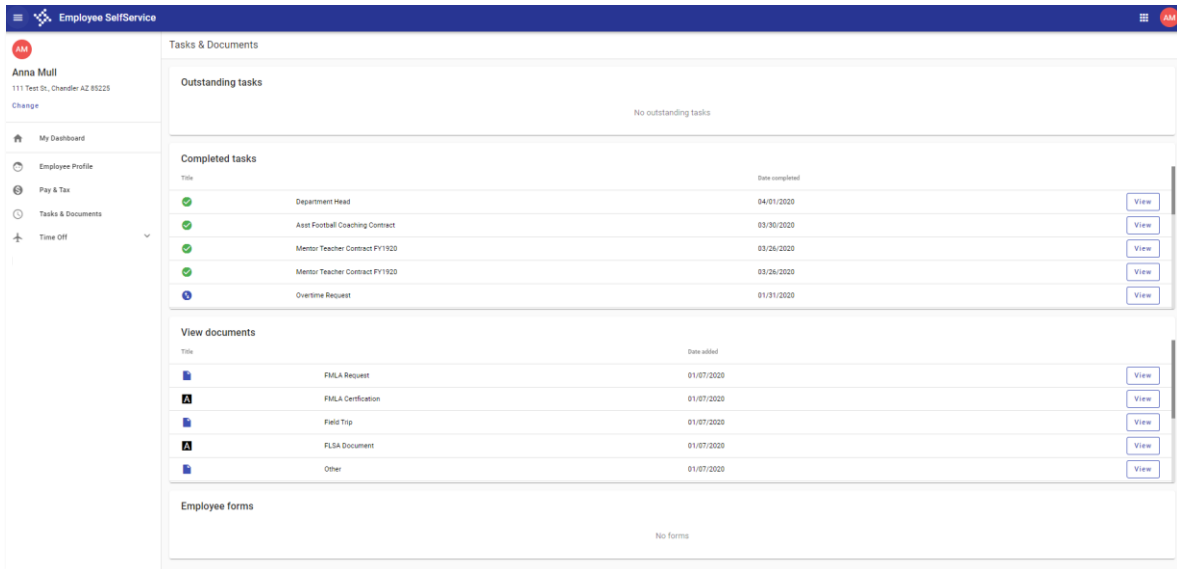 Employee SelfService
AM
AM
Anna Mull
111 Test St., Chandler AZ 85225
Change
My Dashboard
Employee Profile
Pay & Tax
Tasks & Documents
Time Off
Tasks & Documents
Outstanding tasks
No outstanding tasks
Completed tasks
Title Date completed
Department Head 04/01/2020 View
Asst Football Coaching Contract 03/30/2020 View
Mentor Teacher Contract FY1920 03/26/2020 View
Mentor Teacher Contract FY1920 03/26/2020 View
Overtime Request 01/31/2020 View
View documents
Title Date added
FMLA Request 01/07/2020 View
A FMLA Certfication 01/07/2020 View
Field Trip 01/07/2020 View
A FLSA Document 01/07/2020 View
Other 01/07/2020 View
Employee forms
No forms